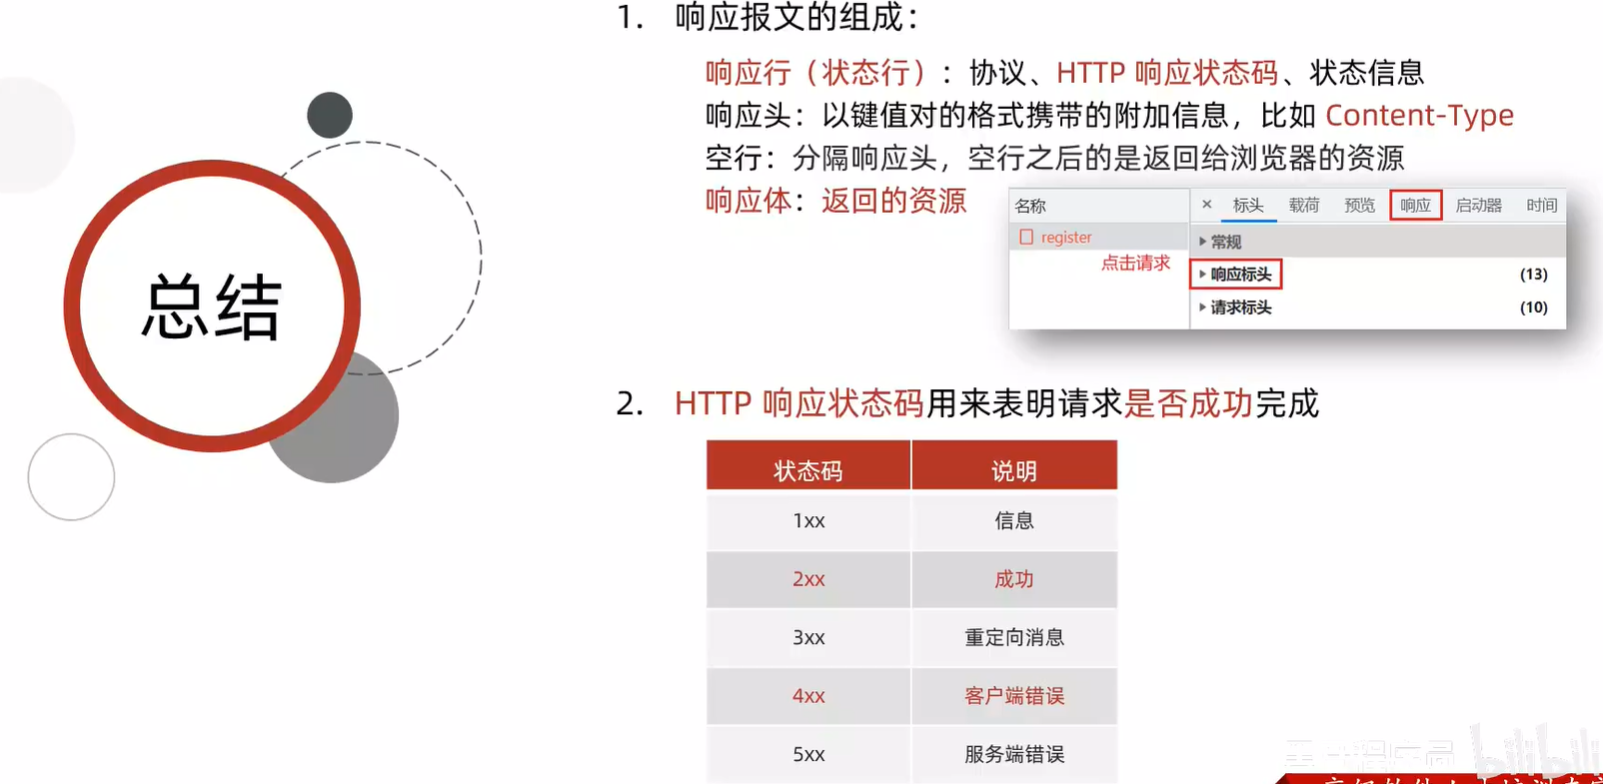 总结
1. 响应报文的组成：
响应行（状态行）：协议、HTTP 响应状态码、状态信息
响应头：以键值对的格式携带的附加信息，比如 Content-Type
空行：分隔响应头，空行之后的是返回给浏览器的资源
响应体：返回的资源
名称
× 标头 载荷 预览 响应 启动器 时间
register
常规
点击请求
响应标头 (13)
请求标头 (10)
2. HTTP 响应状态码用来表明请求是否成功完成
状态码 说明
1xx 信息
2xx 成功
3xx 重定向消息
4xx 客户端错误
5xx 服务端错误
bilibili